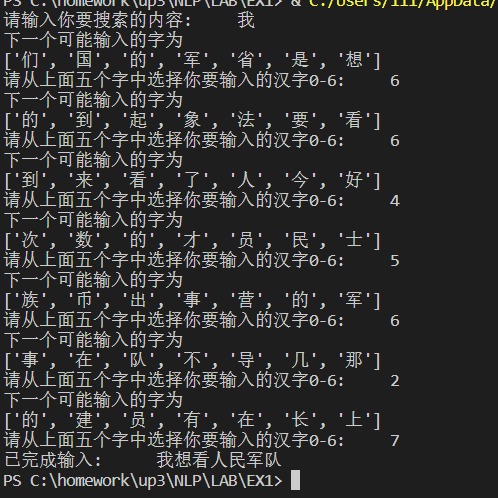 PS C:\homework\up3\NLP\LAB\EX1> & C:/Users/111/AppData/
请输入你要搜索的内容: 我
下一个可能输入的字为
['们', '国', '的', '军', '省', '是', '想']
请从上面五个字中选择你要输入的汉字0-6: 6
下一个可能输入的字为
['的', '到', '起', '象', '法', '要', '看']
请从上面五个字中选择你要输入的汉字0-6: 6
下一个可能输入的字为
['到', '来', '看', '了', '人', '今', '好']
请从上面五个字中选择你要输入的汉字0-6: 4
下一个可能输入的字为
['次', '数', '的', '才', '员', '民', '士']
请从上面五个字中选择你要输入的汉字0-6: 5
下一个可能输入的字为
['族', '币', '出', '事', '营', '的', '军']
请从上面五个字中选择你要输入的汉字0-6: 6
下一个可能输入的字为
['事', '在', '队', '不', '导', '几', '那']
请从上面五个字中选择你要输入的汉字0-6: 2
下一个可能输入的字为
['的', '建', '员', '有', '在', '长', '上']
请从上面五个字中选择你要输入的汉字0-6: 7
已完成输入: 我想看人民军队
PS C:\homework\up3\NLP\LAB\EX1>